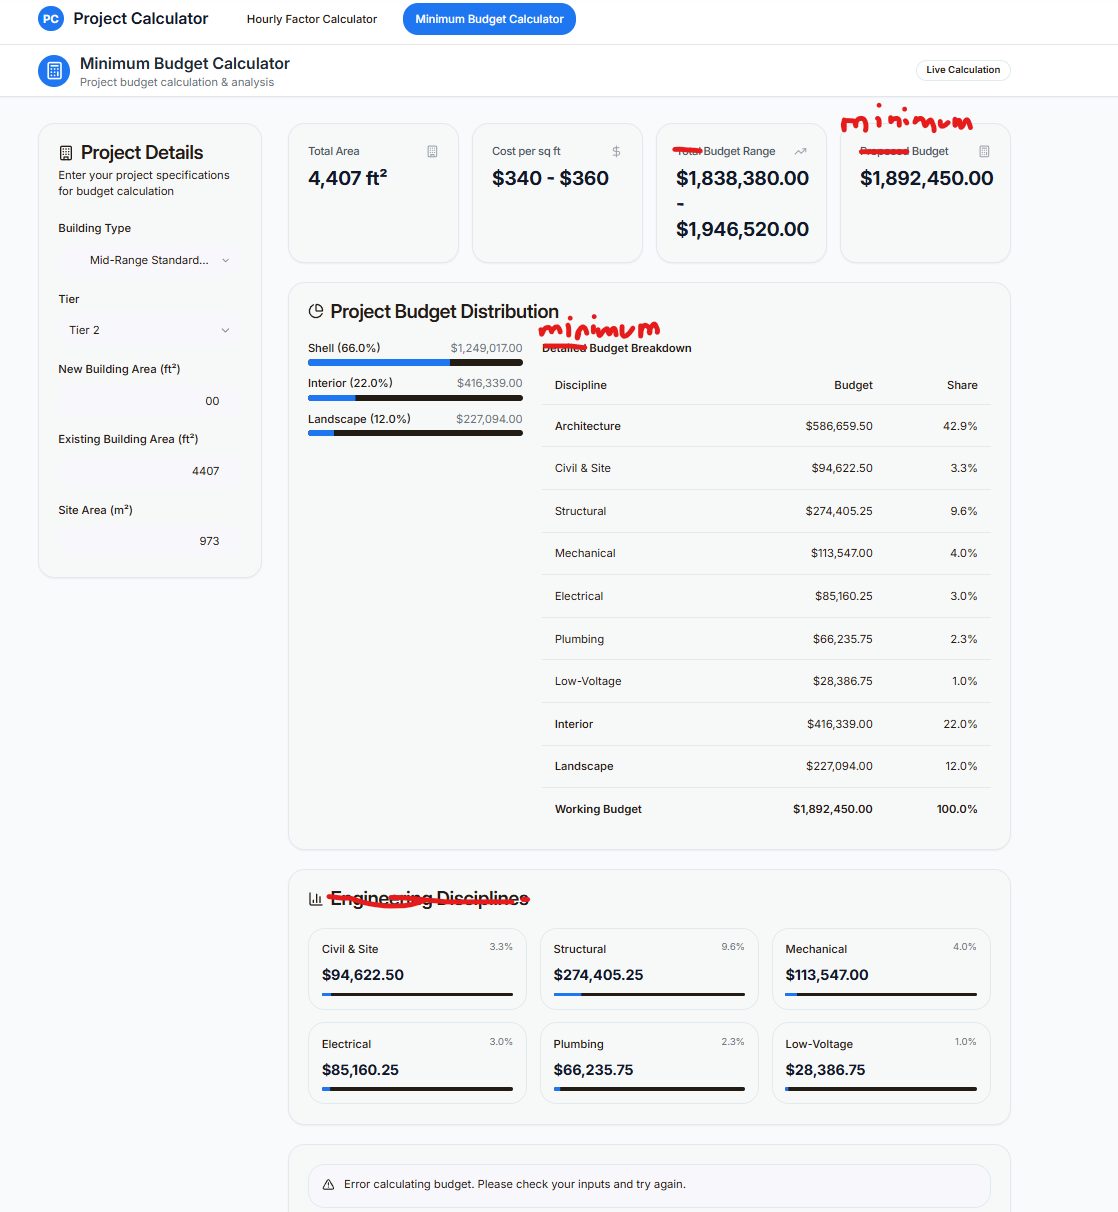 PC Project Calculator Hourly Factor Calculator Minimum Budget Calculator
Minimum Budget Calculator
Project budget calculation & analysis
Live Calculation
Project Details
Enter your project specifications
for budget calculation
Building Type
Mid-Range Standard...
Tier
Tier 2
New Building Area (ft²)
00
Existing Building Area (ft²)
4407
Site Area (m²)
973
Total Area
4,407 ft²
Cost per sq ft
$340 - $360
Total Budget Range
$1,838,380.00
-
$1,946,520.00
minimum
Proposed Budget
$1,892,450.00
Project Budget Distribution
Shell (66.0%) $1,249,017.00
Interior (22.0%) $416,339.00
Landscape (12.0%) $227,094.00
minimum
Detailed Budget Breakdown
Discipline Budget Share
Architecture $586,659.50 42.9%
Civil & Site $94,622.50 3.3%
Structural $274,405.25 9.6%
Mechanical $113,547.00 4.0%
Electrical $85,160.25 3.0%
Plumbing $66,235.75 2.3%
Low-Voltage $28,386.75 1.0%
Interior $416,339.00 22.0%
Landscape $227,094.00 12.0%
Working Budget $1,892,450.00 100.0%
Engineering Disciplines
Civil & Site 3.3%
$94,622.50
Structural 9.6%
$274,405.25
Mechanical 4.0%
$113,547.00
Electrical 3.0%
$85,160.25
Plumbing 2.3%
$66,235.75
Low-Voltage 1.0%
$28,386.75
Error calculating budget. Please check your inputs and try again.